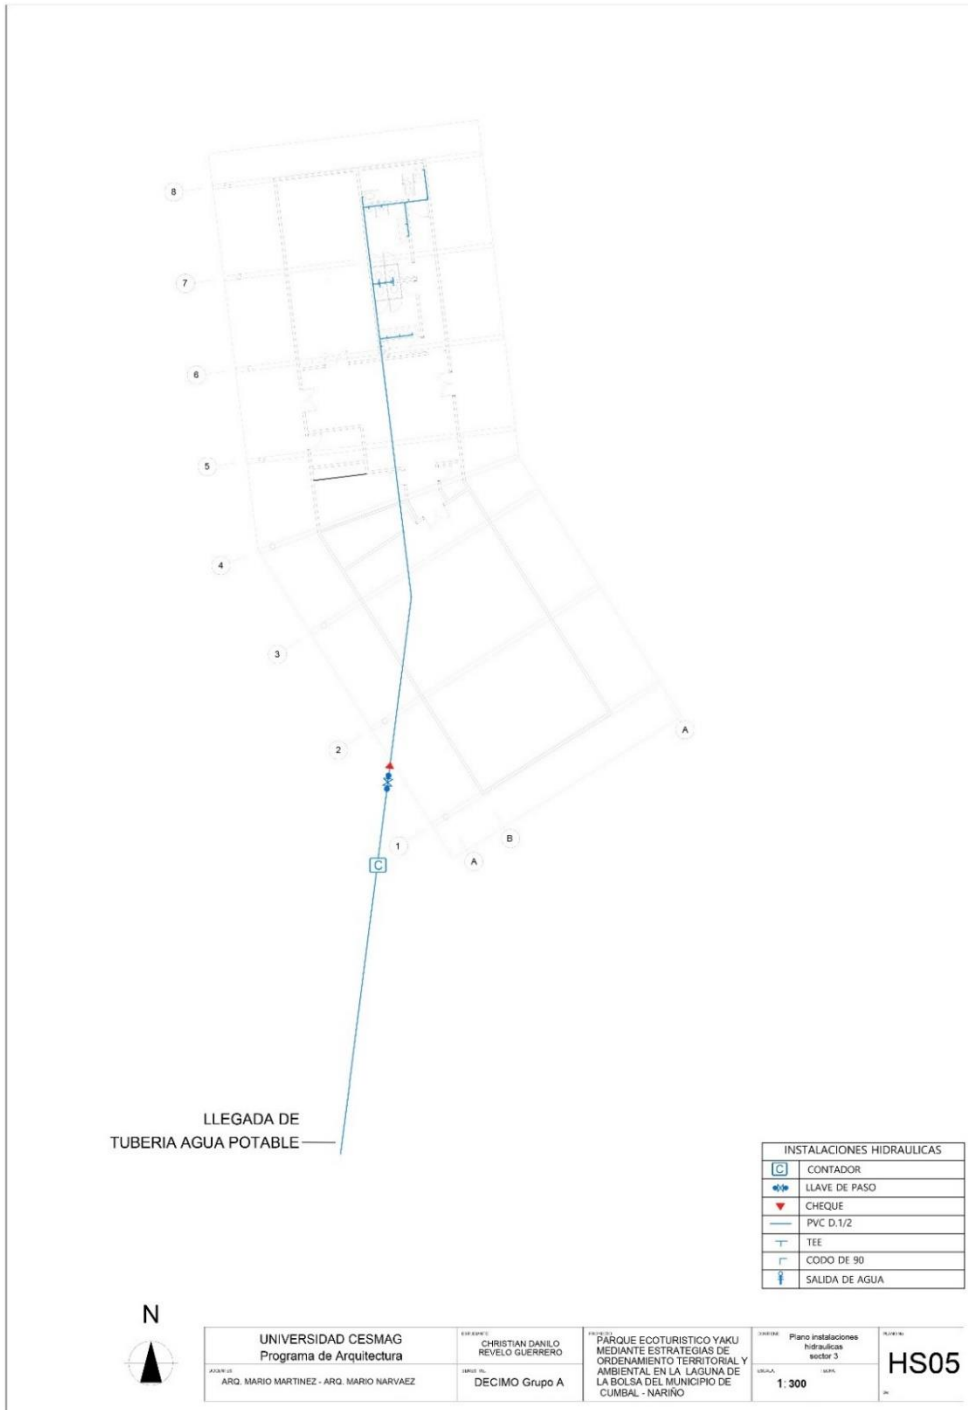 8
7
6
5
4
3
2
A
1
B
A
C
LLEGADA DE
TUBERIA AGUA POTABLE
INSTALACIONES HIDRAULICAS
C CONTADOR
LLAVE DE PASO
CHEQUE
PVC D.1/2
TEE
CODO DE 90
SALIDA DE AGUA
N
UNIVERSIDAD CESMAG
Programa de Arquitectura
ARQ. MARIO MARTINEZ - ARQ. MARIO NARVAEZ
CHRISTIAN DANILO
REVELO GUERRERO
DECIMO Grupo A
PARQUE ECOTURISTICO YAKU
MEDIANTE ESTRATEGIAS DE
ORDENAMIENTO TERRITORIAL Y
AMBIENTAL EN LA LAGUNA DE
LA BOLSA DEL MUNICIPIO DE
CUMBAL - NARIÑO
Plano instalaciones
hidraulicas
sector 3
1: 300
HS05